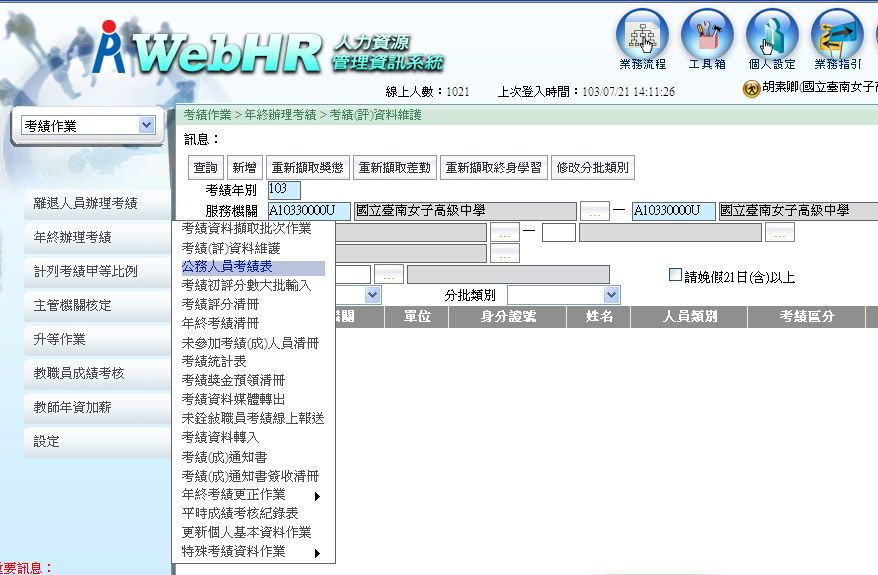 WebHR 人力資源
管理資訊系統
業務流程 工具箱 個人設定 業務指引
線上人數：1021 上次登入時間：103/07/21 14:11:26 胡素卿(國立臺南女子高
考績作業
考績作業 > 年終辦理考績 > 考績(評)資料維護
訊息：
查詢 新增 重新擷取獎懲 重新擷取差勤 重新擷取終身學習 修改分批類別
考績年別 103
服務機關 A10330000U 國立臺南女子高級中學 ... — A10330000U 國立臺南女子高級中學
離退人員辦理考績
年終辦理考績
計列考績甲等比例
主管機關核定
升等作業
教職員成績考核
教師年資加薪
設定
考績資料擷取批次作業
考績(評)資料維護
公務人員考績表
考績初評分數大批輸入
考績評分清冊
年終考績清冊
未參加考績(成)人員清冊
考績統計表
考績獎金預領清冊
考績資料媒體轉出
未銓敍職員考績線上報送
考績資料轉入
考績(成)通知書
考績(成)通知書簽收清冊
年終考績更正作業
平時成績考核紀錄表
更新個人基本資料作業
特殊考績資料作業
... — ...
...
... 請娩假21日(含)以上
分批類別
機關 單位 身分證號 姓名 人員類別 考績區分
重要訊息：